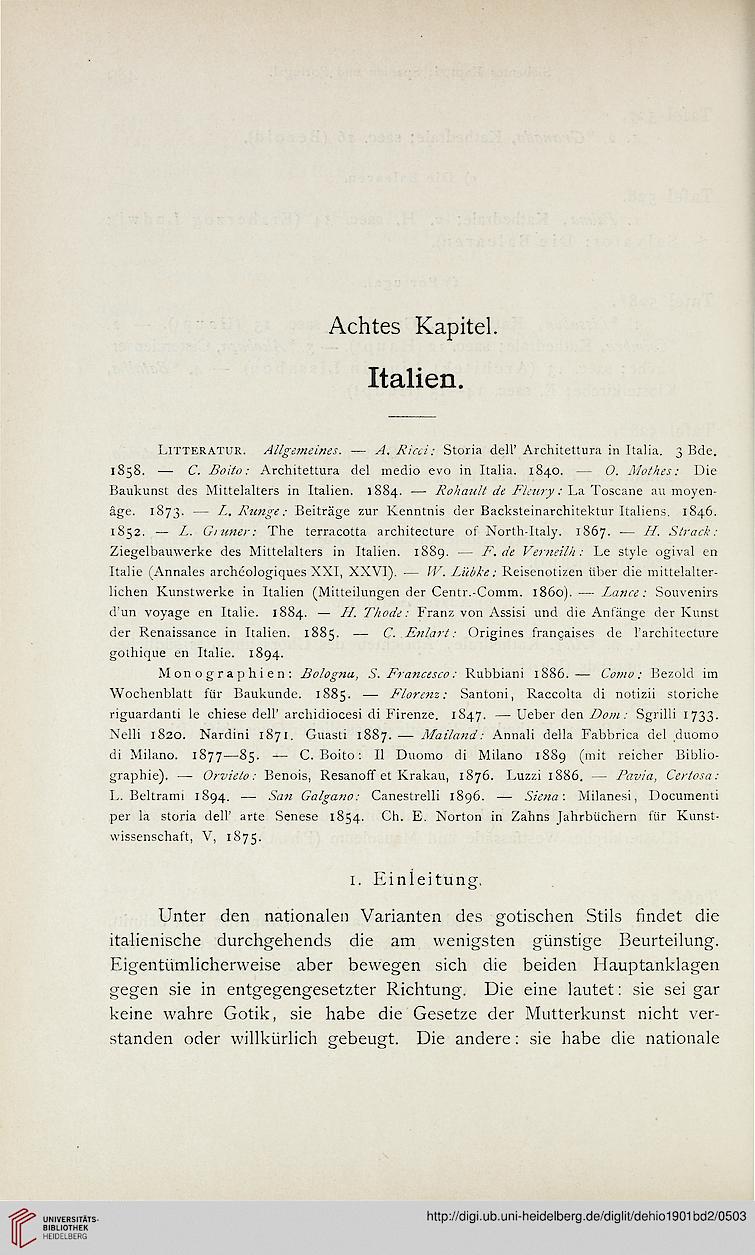 Achtes Kapitel.
Italien.
Litteratur. Allgemeines. — A. Ricci: Storia dell' Architettura in Italia. 3 Bde.
1858. — C. Boito: Architettura del medio evo in Italia. 1840. — O. Mothes: Die
Baukunst des Mittelalters in Italien. 1884. — Rohault de Fleury: La Toscane au moyen-
âge. 1873. — L. Runge: Beiträge zur Kenntnis der Backsteinarchitektur Italiens. 1846.
1852. — L. Gruner: The terracotta architecture of North-Italy. 1867. — H. Strack:
Ziegelbauwerke des Mittelalters in Italien. 1889. — F. de Verneilh: Le style ogival en
Italie (Annales archéologiques XXI, XXVI). — W. Lübke: Reisenotizen über die mittelalter-
lichen Kunstwerke in Italien (Mitteilungen der Centr.-Comm. 1860). — Lance: Souvenirs
d'un voyage en Italie. 1884. — H. Thode: Franz von Assisi und die Anfänge der Kunst
der Renaissance in Italien. 1885. — C. Enlart: Origines françaises de l'architecture
gothique en Italie. 1894.
Monographien: Bologna, S. Francesco: Rubbiani 1886. — Como: Bezold im
Wochenblatt für Baukunde. 1885. — Florenz: Santoni, Raccolta di notizii storiche
riguardanti le chiese dell' archidiocesi di Firenze. 1847. — Ueber den Dom: Sgrilli 1733.
Nelli 1820. Nardini 1871. Guasti 1887. — Mailand: Annali della Fabbrica del duomo
di Milano. 1877—85. — C. Boito: Il Duomo di Milano 1889 (mit reicher Biblio-
graphie). — Orvieto: Benois, Resanoff et Krakau, 1876. Luzzi 1886. — Pavia, Certosa:
L. Beltrami 1894. — San Galgano: Canestrelli 1896. — Siena: Milanesi, Documenti
per la storia dell' arte Senese 1854. Ch. E. Norton in Zahns Jahrbüchern für Kunst-
wissenschaft, V, 1875.
1. Einleitung.
Unter den nationalen Varianten des gotischen Stils findet die
italienische durchgehends die am wenigsten günstige Beurteilung.
Eigentümlicherweise aber bewegen sich die beiden Hauptanklagen
gegen sie in entgegengesetzter Richtung. Die eine lautet: sie sei gar
keine wahre Gotik, sie habe die Gesetze der Mutterkunst nicht ver-
standen oder willkürlich gebeugt. Die andere: sie habe die nationale
UNIVERSITÄTS-
BIBLIOTHEK
HEIDELBERG
http://digi.ub.uni-heidelberg.de/diglit/dehio1901bd2/0503